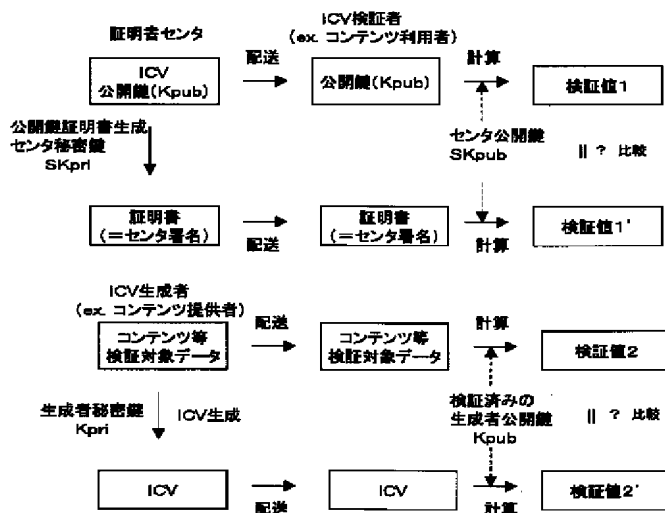 証明書センタ
ICV検証者
(ex. コンテンツ利用者)
配送
計算
ICV
公開鍵(Kpub)
公開鍵(Kpub)
検証値1
公開鍵証明書生成
センタ秘密鍵
SKpri
センタ公開鍵
SKpub
|| ? 比較
証明書
(=センタ署名)
証明書
(=センタ署名)
検証値1'
配送
配送
計算
ICV生成者
(ex. コンテンツ提供者)
配送
計算
コンテンツ等
検証対象データ
コンテンツ等
検証対象データ
検証値2
生成者秘密鍵
Kpri
ICV生成
検証済みの
生成者公開鍵
Kpub
|| ? 比較
ICV
ICV
検証値2'
配送
配送
計算